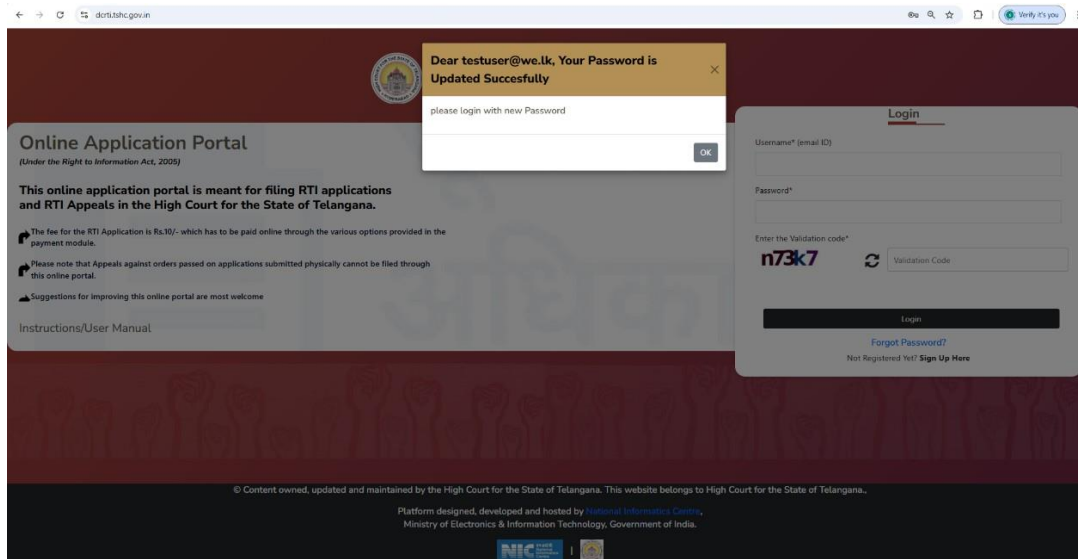 dcrti.tshc.gov.in
Verify it's you
Dear testuser@we.lk, Your Password is
Updated Succesfully
×
please login with new Password
OK
Online Application Portal
(Under the Right to Information Act, 2005)
This online application portal is meant for filing RTI applications
and RTI Appeals in the High Court for the State of Telangana.
The fee for the RTI Application is Rs.10/- which has to be paid online through the various options provided in the
payment module.
Please note that Appeals against orders passed on applications submitted physically cannot be filed through
this online portal.
Suggestions for improving this online portal are most welcome
Instructions/User Manual
Login
Username* (email ID)
Password*
Enter the Validation code*
n73k7
Validation Code
Login
Forgot Password?
Not Registered Yet? Sign Up Here
© Content owned, updated and maintained by the High Court for the State of Telangana. This website belongs to High Court for the State of Telangana.,
Platform designed, developed and hosted by National Informatics Centre,
Ministry of Electronics & Information Technology, Government of India.
NIC